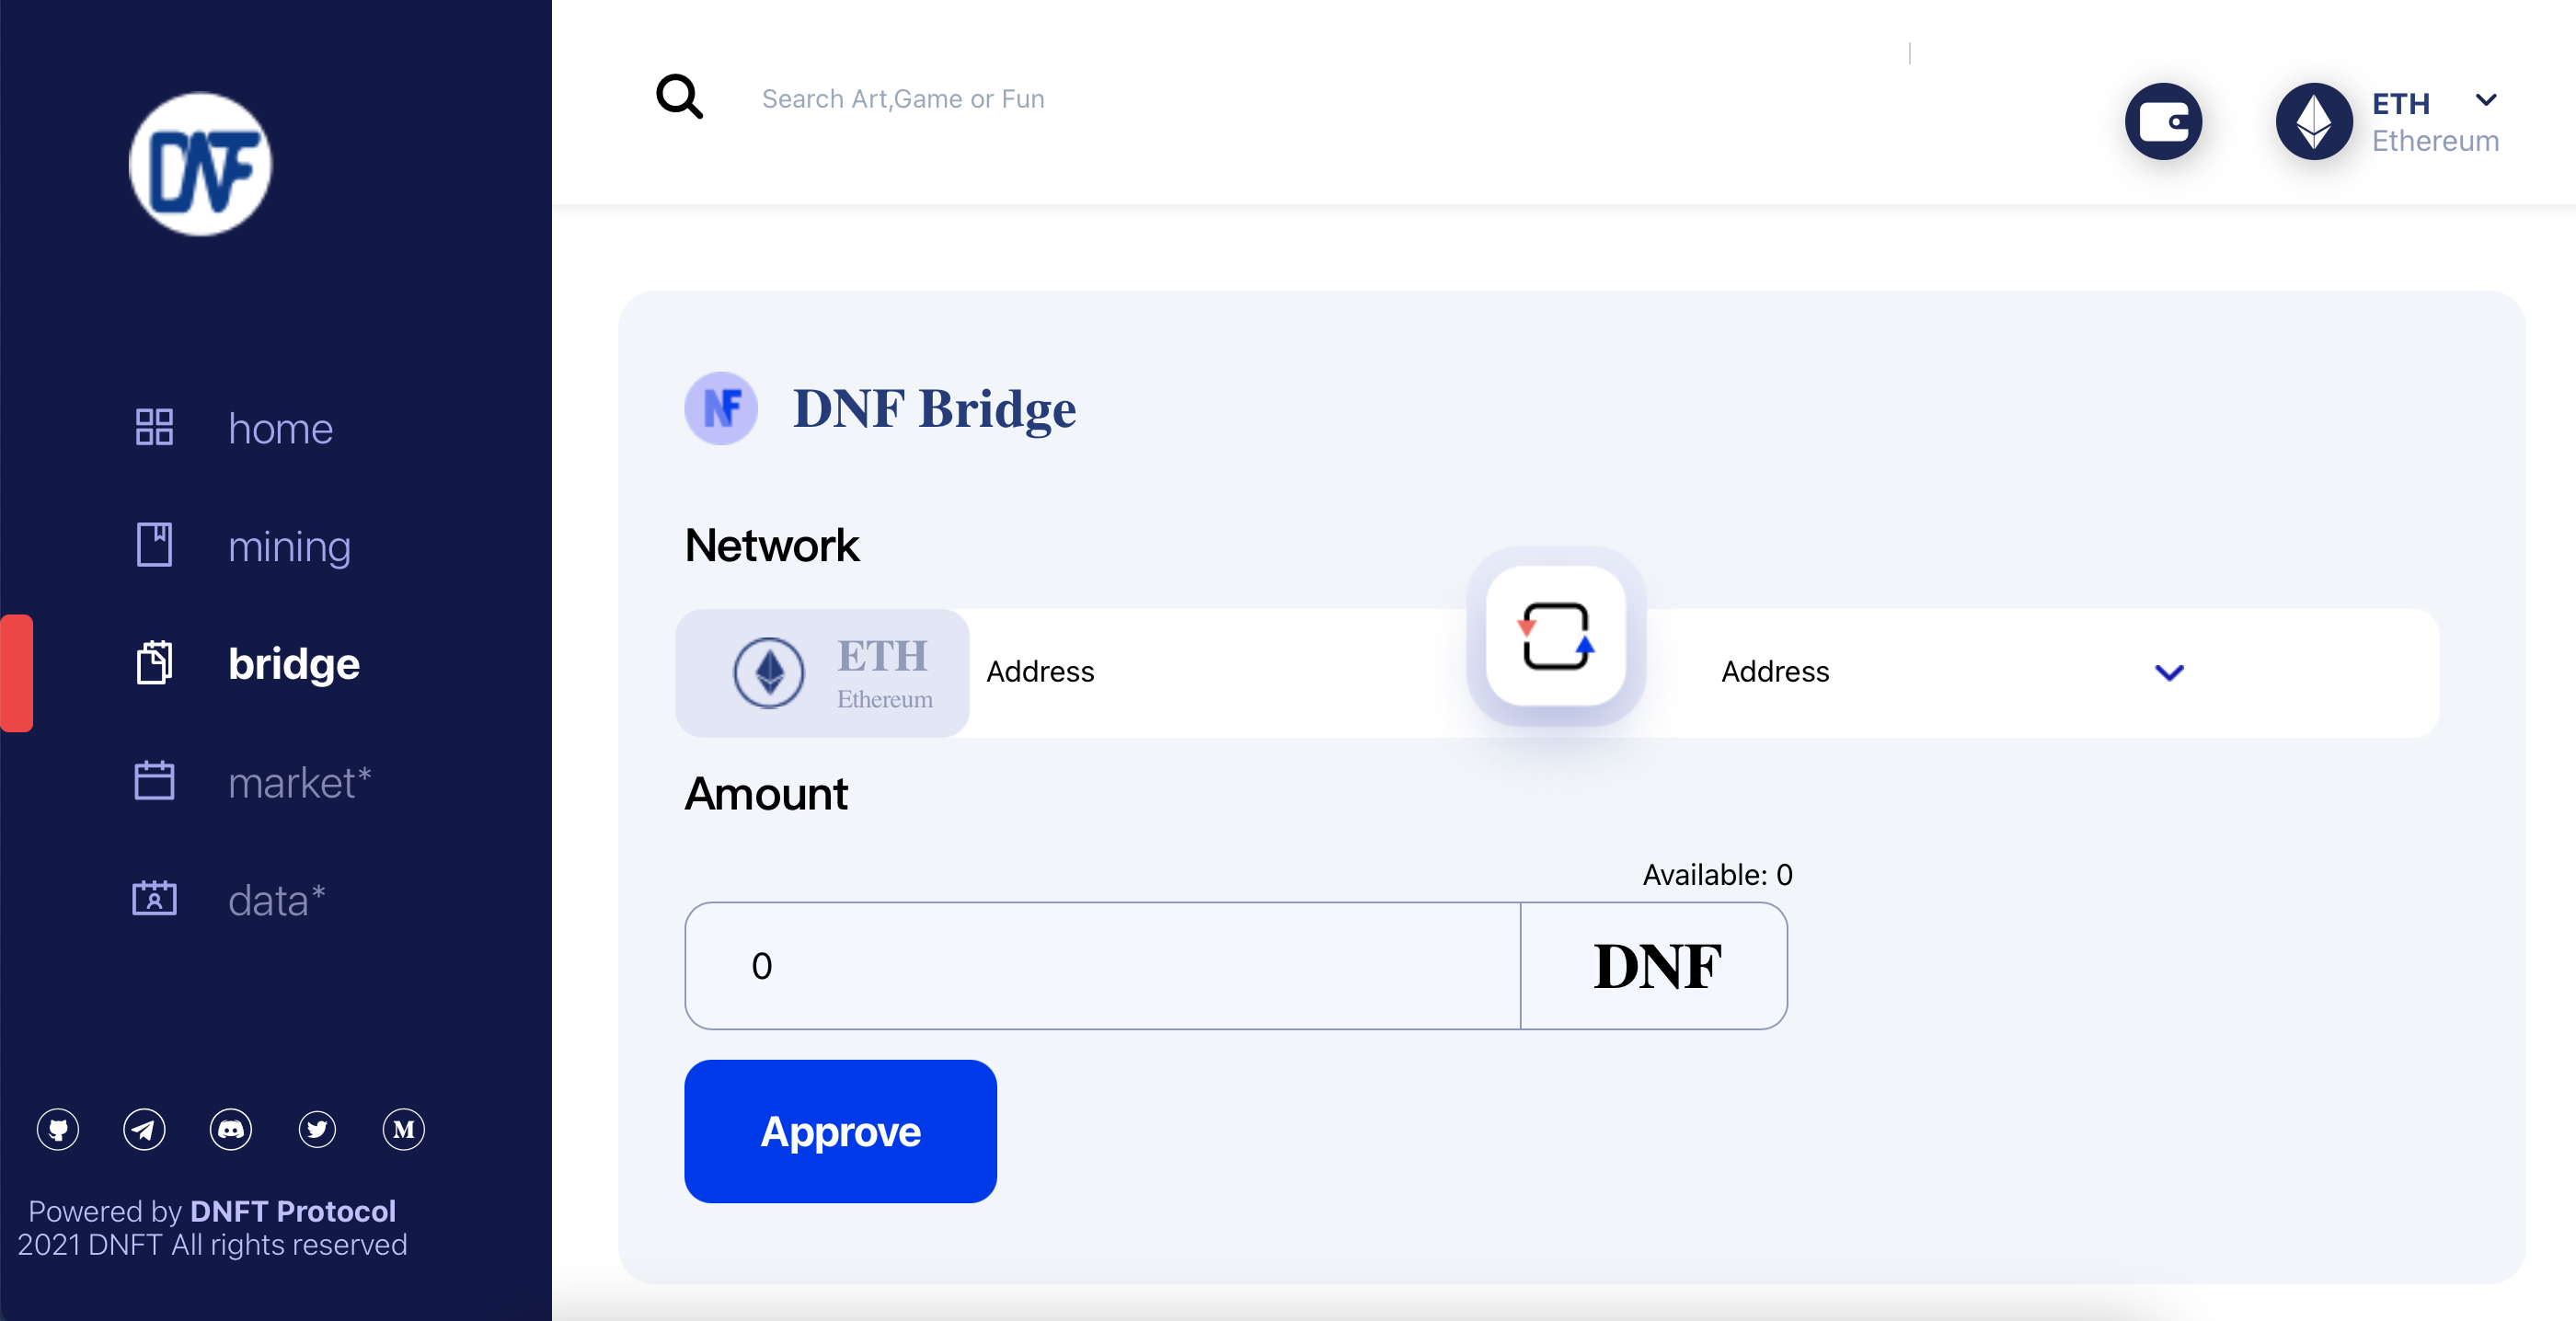 DNF
home
mining
bridge
market*
data*
M
Powered by DNFT Protocol
2021 DNFT All rights reserved
Search Art,Game or Fun
ETH
Ethereum
NF
DNF Bridge
Network
ETH
Ethereum
Address
Address
Amount
Available: 0
0
DNF
Approve